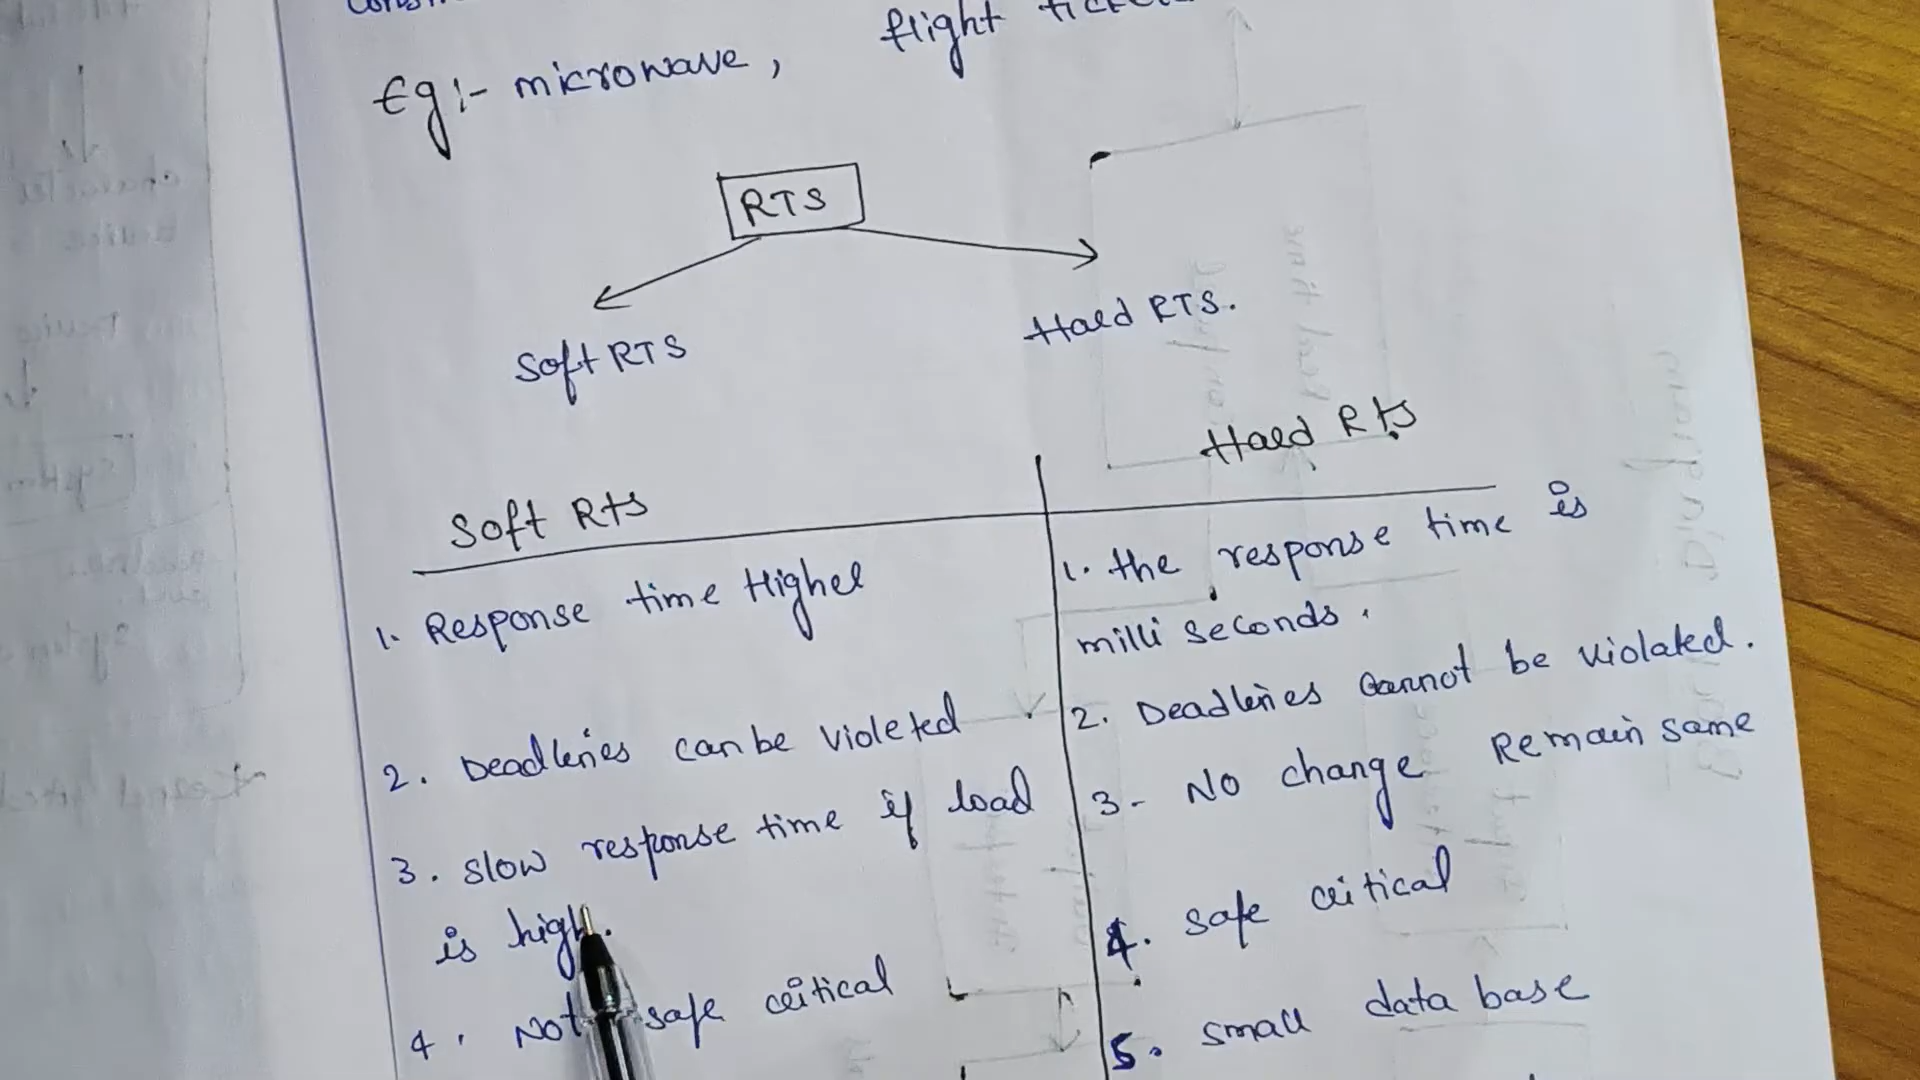 Eg:- microwave, flight
RTS
Soft RTS
Hard RTS.
Soft Rts
Hard Rts
1. Response time Higher
2. Deadlines can be violeted
3. slow response time if load
is high.
4. Not safe critical
1. the response time is
milli seconds.
2. Deadlines cannot be violated.
3- No change Remain same
4. safe critical
5. small data base